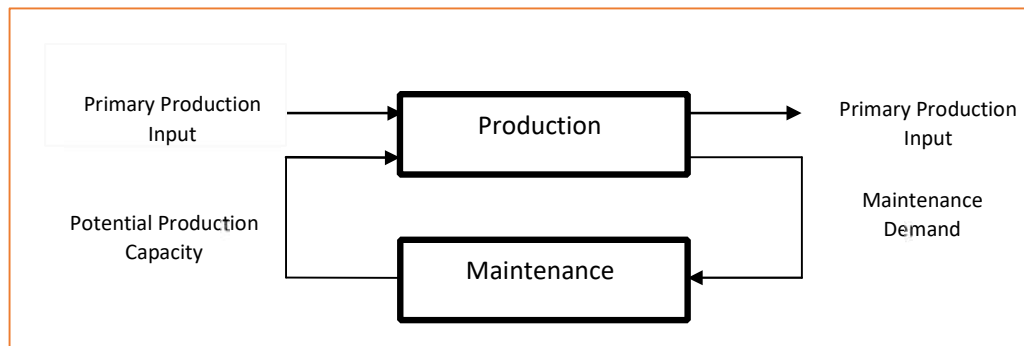 Primary Production
Input
Production
Primary Production
Input
Potential Production
Capacity
Maintenance
Maintenance
Demand